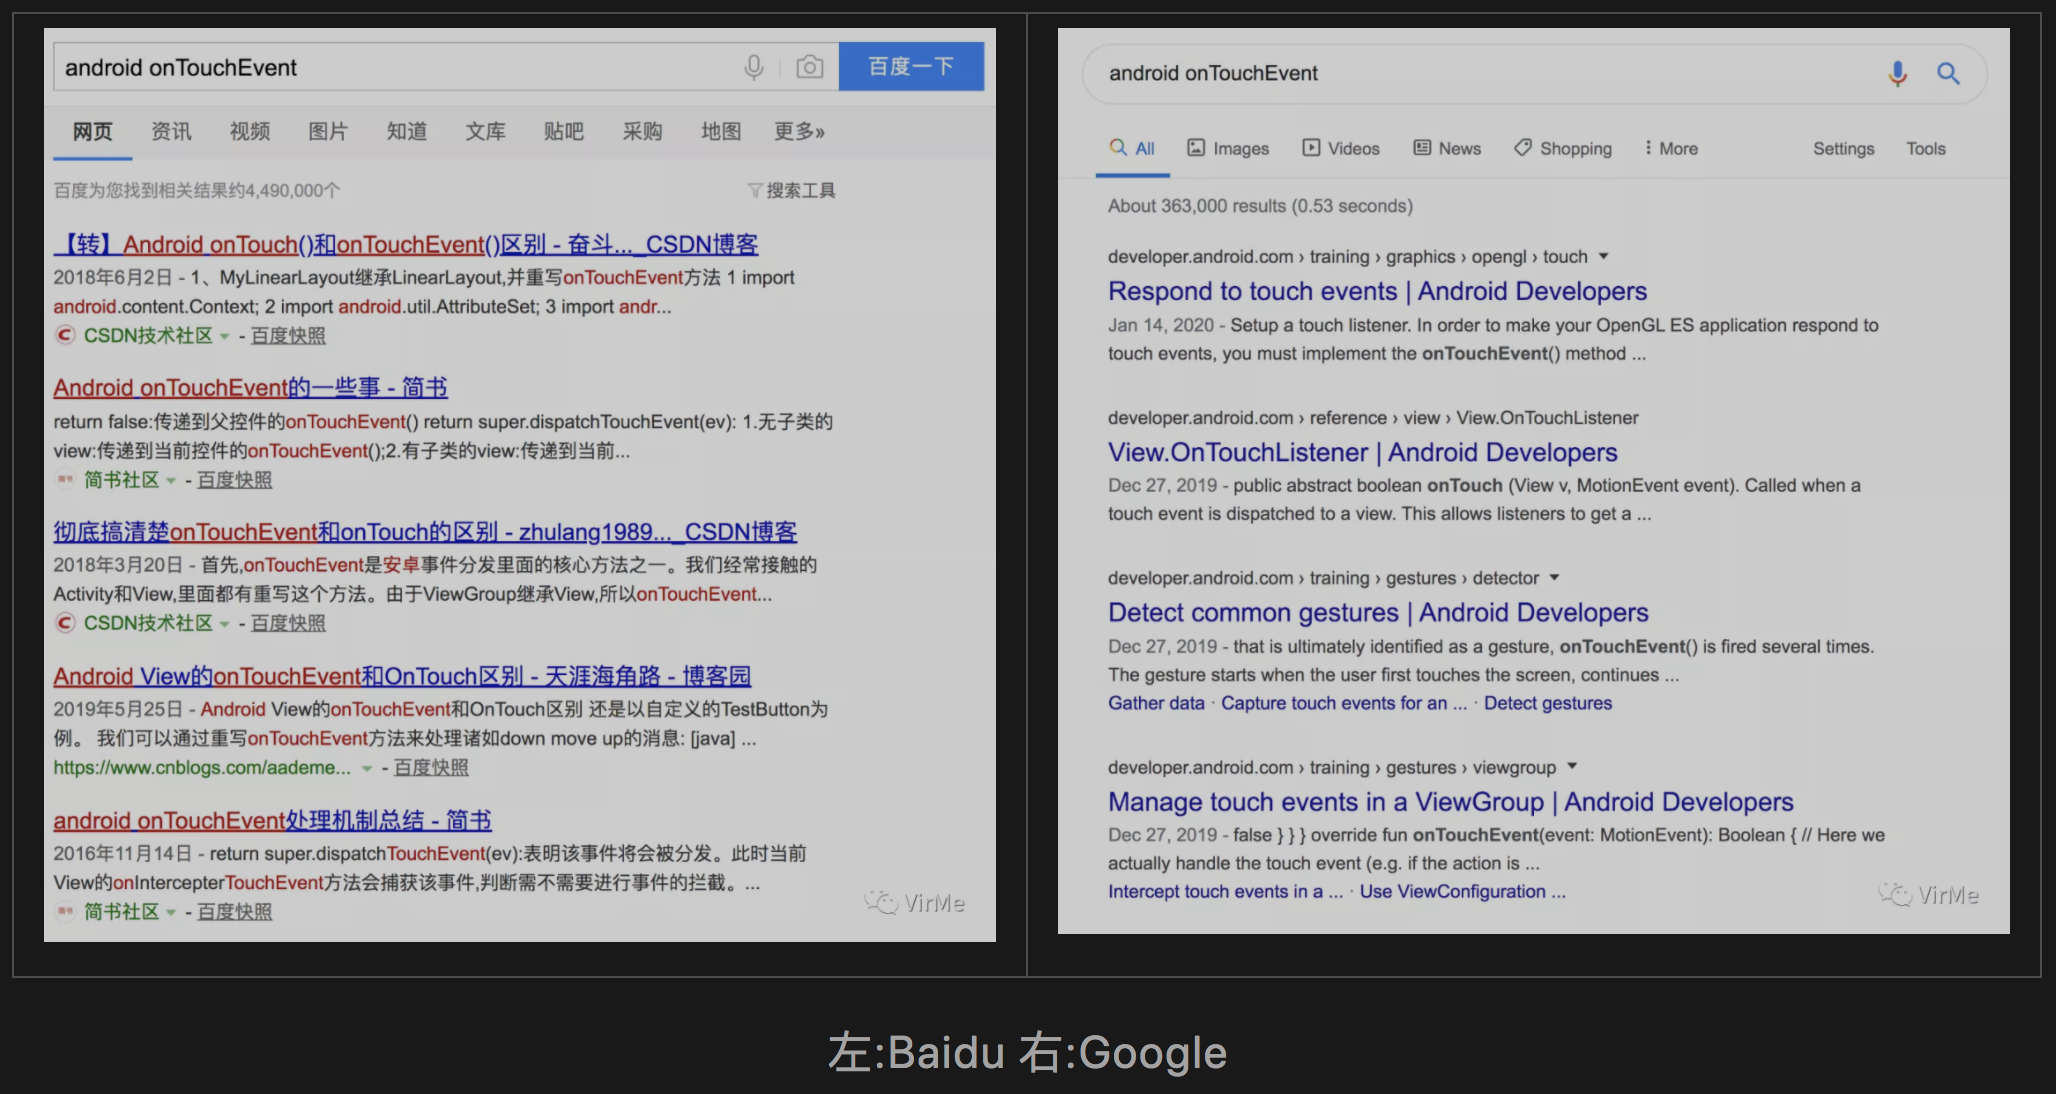 android onTouchEvent
百度一下
网页 资讯 视频 图片 知道 文库 贴吧 采购 地图 更多»
百度为您找到相关结果约4,490,000个 搜索工具
【转】Android onTouch()和onTouchEvent()区别 - 奋斗..._CSDN博客
2018年6月2日 - 1、MyLinearLayout继承LinearLayout,并重写onTouchEvent方法 1 import
android.content.Context; 2 import android.util.AttributeSet; 3 import andr...
CSDN技术社区 - 百度快照
Android onTouchEvent的一些事 - 简书
return false:传递到父控件的onTouchEvent() return super.dispatchTouchEvent(ev): 1.无子类的
view:传递到当前控件的onTouchEvent();2.有子类的view:传递到当前...
简书社区 - 百度快照
彻底搞清楚onTouchEvent和onTouch的区别 - zhulang1989..._CSDN博客
2018年3月20日 - 首先,onTouchEvent是安卓事件分发里面的核心方法之一。我们经常接触的
Activity和View,里面都有重写这个方法。由于ViewGroup继承View,所以onTouchEvent...
CSDN技术社区 - 百度快照
Android View的onTouchEvent和OnTouch区别 - 天涯海角路 - 博客园
2019年5月25日 - Android View的onTouchEvent和OnTouch区别 还是以自定义的TestButton为
例。 我们可以通过重写onTouchEvent方法来处理诸如down move up的消息: [java] ...
https://www.cnblogs.com/aademe... - 百度快照
android onTouchEvent处理机制总结 - 简书
2016年11月14日 - return super.dispatchTouchEvent(ev):表明该事件将会被分发。此时当前
View的onIntercepterTouchEvent方法会捕获该事件,判断需不需要进行事件的拦截。...
简书社区 - 百度快照
VirMe
android onTouchEvent
All Images Videos News Shopping More Settings Tools
About 363,000 results (0.53 seconds)
developer.android.com › training › graphics › opengl › touch
Respond to touch events | Android Developers
Jan 14, 2020 - Setup a touch listener. In order to make your OpenGL ES application respond to
touch events, you must implement the onTouchEvent() method ...
developer.android.com › reference › view › View.OnTouchListener
View.OnTouchListener | Android Developers
Dec 27, 2019 - public abstract boolean onTouch (View v, MotionEvent event). Called when a
touch event is dispatched to a view. This allows listeners to get a ...
developer.android.com › training › gestures › detector
Detect common gestures | Android Developers
Dec 27, 2019 - that is ultimately identified as a gesture, onTouchEvent() is fired several times.
The gesture starts when the user first touches the screen, continues ...
Gather data · Capture touch events for an ... · Detect gestures
developer.android.com › training › gestures › viewgroup
Manage touch events in a ViewGroup | Android Developers
Dec 27, 2019 - false } } } override fun onTouchEvent(event: MotionEvent): Boolean { // Here we
actually handle the touch event (e.g. if the action is ...
Intercept touch events in a ... · Use ViewConfiguration ...
VirMe
左:Baidu 右:Google